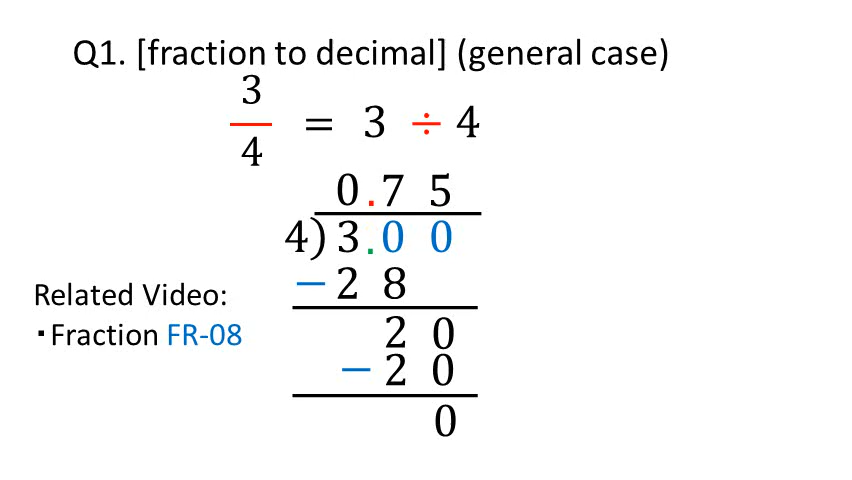 Q1. [fraction to decimal] (general case)
3
4
= 3 ÷ 4
0.7 5
4)3.0 0
−2 8
2 0
−2 0
0
Related Video:
・Fraction FR-08